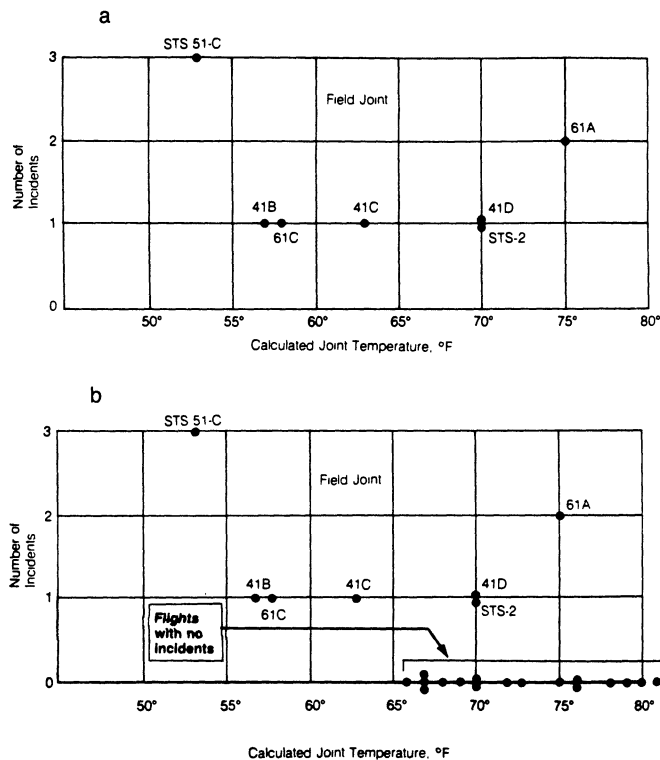 a
STS 51-C
3
Field Joint
61A
2
Number of
Incidents
41B
41C
41D
1
61C
STS-2
0
50° 55° 60° 65° 70° 75° 80°
Calculated Joint Temperature, °F
b
STS 51-C
3
Field Joint
61A
2
Number of
Incidents
41B
41C
41D
1
61C
STS-2
Flights
with no
incidents
0
50° 55° 60° 65° 70° 75° 80°
Calculated Joint Temperature, °F